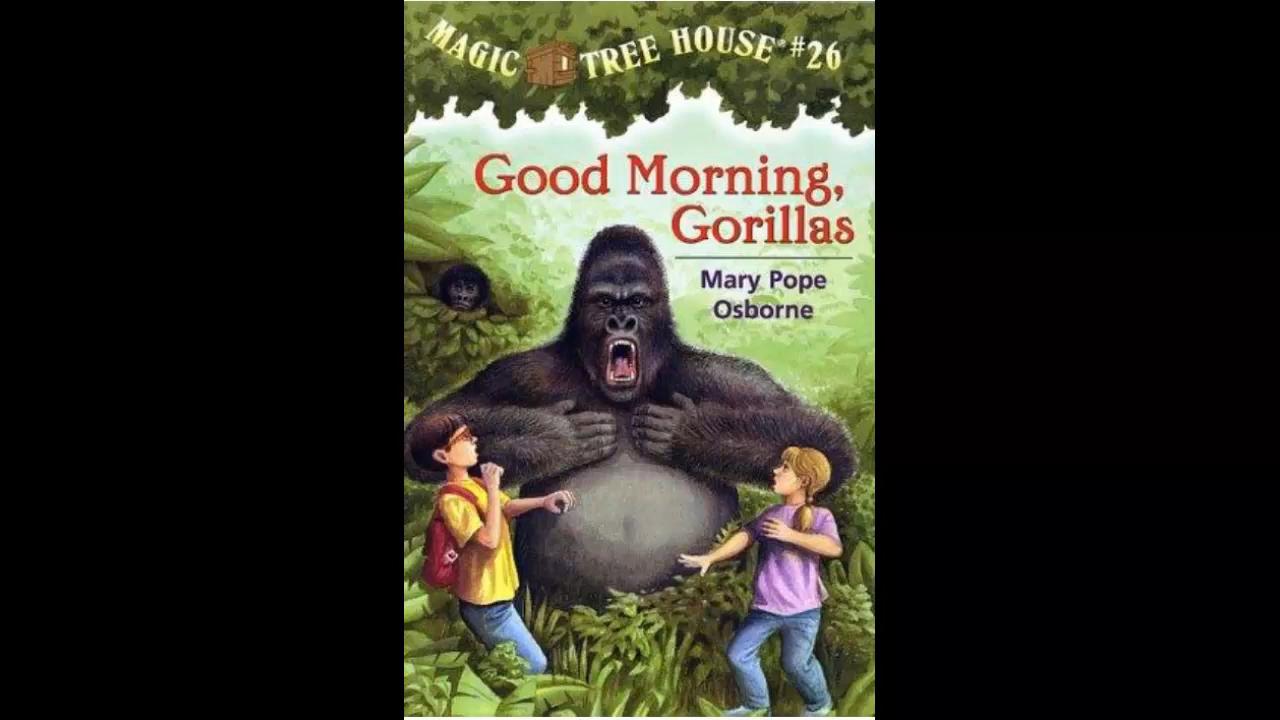 MAGIC TREE HOUSE® #26
Good Morning,
Gorillas
Mary Pope
Osborne